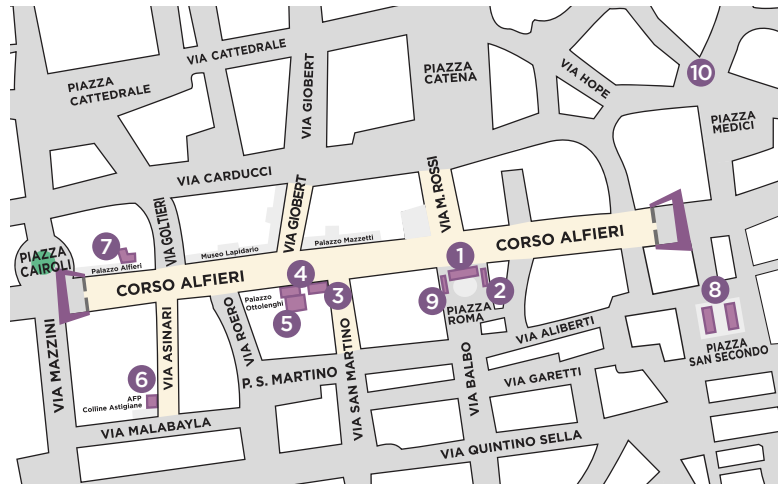 VIA CATTEDRALE
PIAZZA
CATTEDRALE
VIA GIOBERT
PIAZZA
CATENA
VIA HOPE
10
PIAZZA
MEDICI
VIA CARDUCCI
VIA GOLTIERI
VIA GIOBERT
VIA M. ROSSI
PIAZZA
CAIROLI
7
Palazzo Alfieri
Museo Lapidario
Palazzo Mazzetti
CORSO ALFIERI
CORSO ALFIERI
1
2
9
PIAZZA
ROMA
4
3
Palazzo
Ottolenghi
5
8
PIAZZA
SAN SECONDO
VIA MAZZINI
VIA ASINARI
VIA ROERO
VIA SAN MARTINO
VIA BALBO
VIA ALIBERTI
6
AFP
Colline Astigiane
P. S. MARTINO
VIA GARETTI
VIA MALABAYLA
VIA QUINTINO SELLA